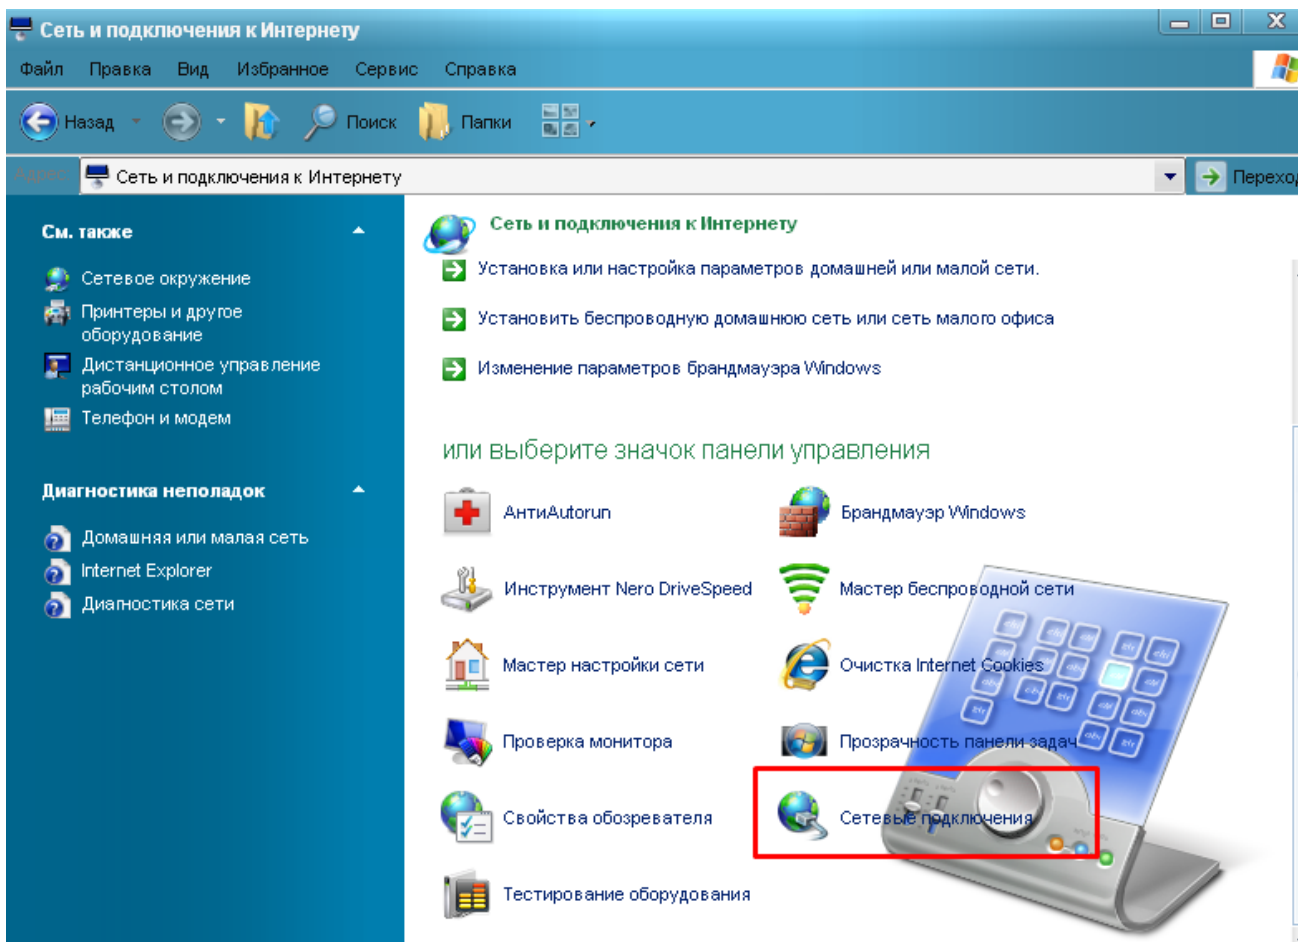 Сеть и подключения к Интернету
Файл Правка Вид Избранное Сервис Справка
Назад Поиск Папки
Адрес: Сеть и подключения к Интернету Переход
См. также
Сетевое окружение
Принтеры и другое
оборудование
Дистанционное управление
рабочим столом
Телефон и модем
Диагностика неполадок
Домашняя или малая сеть
Internet Explorer
Диагностика сети
Сеть и подключения к Интернету
Установка или настройка параметров домашней или малой сети.
Установить беспроводную домашнюю сеть или сеть малого офиса
Изменение параметров брандмауэра Windows
или выберите значок панели управления
АнтиAutorun
Брандмауэр Windows
Инструмент Nero DriveSpeed
Мастер беспроводной сети
Мастер настройки сети
Очистка Internet Cookies
Проверка монитора
Прозрачность панели задач
Свойства обозревателя
Сетевые подключения
Тестирование оборудования